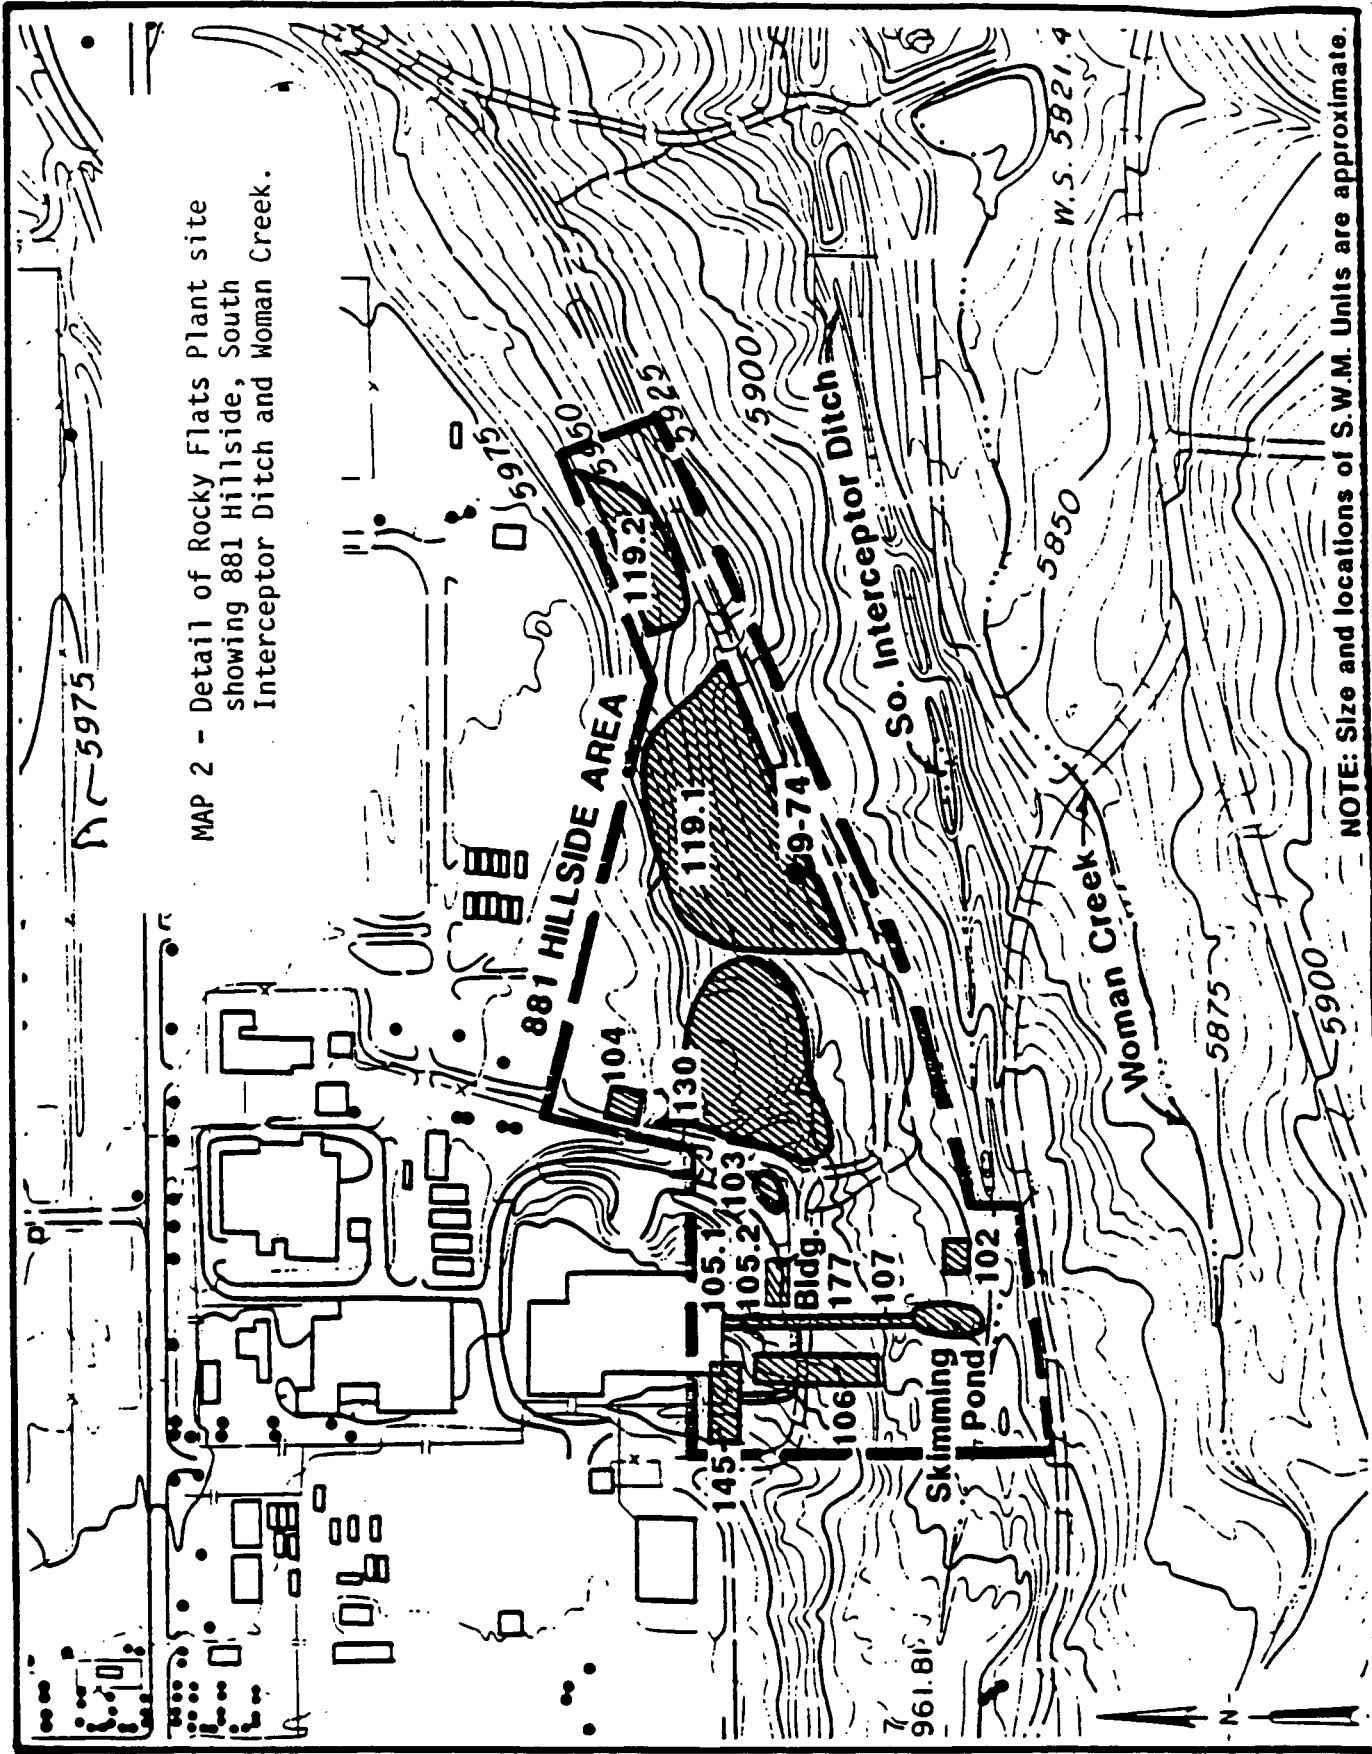 MAP 2 - Detail of Rocky Flats Plant site
showing 881 Hillside, South
Interceptor Ditch and Woman Creek.
5975
5975
5960
5925
5900
881 HILLSIDE AREA
119.2
119.1
9-74
104
130
103
105.1
105.2
Bldg.
177
107
102
106
145
Skimming
Pond
So. Interceptor Ditch
Woman Creek
W.S. 5821.4
5850
5875
5900
961.81
N
NOTE: Size and locations of S.W.M. Units are approximate.